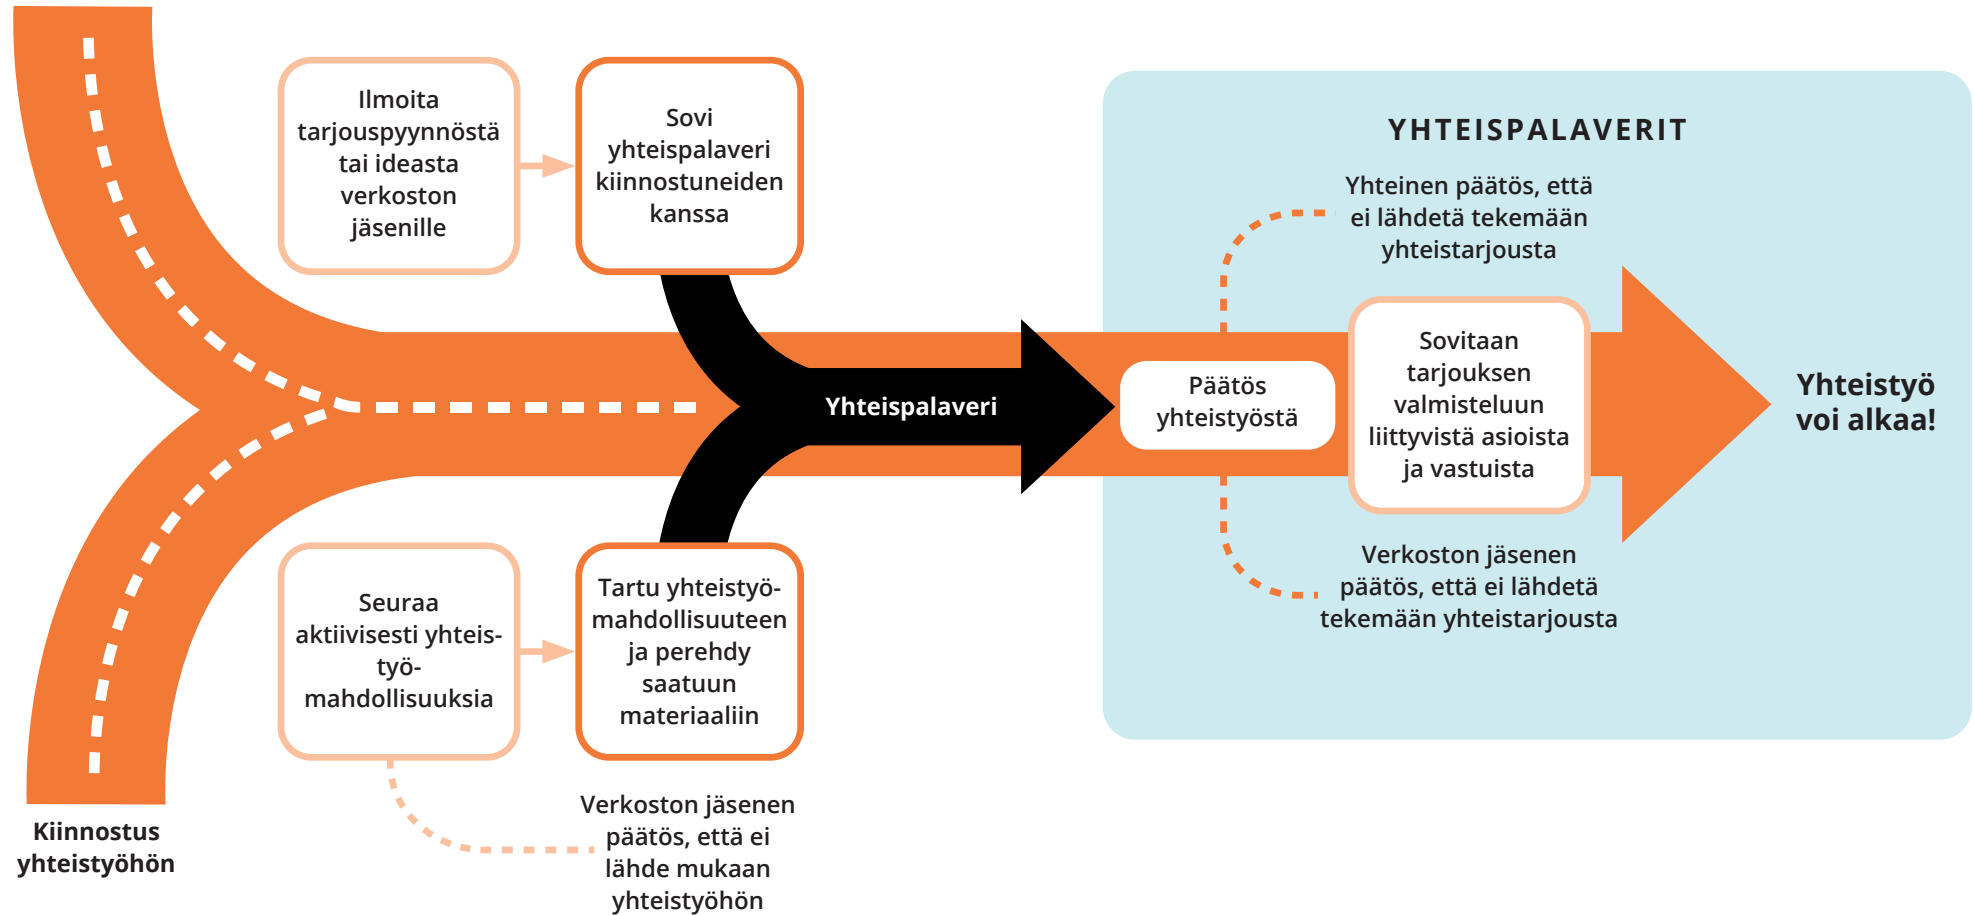 Ilmoita
tarjouspyynnöstä
tai ideasta
verkoston
jäsenille
Sovi
yhteispalaveri
kiinnostuneiden
kanssa
Seuraa
aktiivisesti yhteis-
työ-
mahdollisuuksia
Tartu yhteistyö-
mahdollisuuteen
ja perehdy
saatuun
materiaaliin
Verkoston jäsenen
päätös, että ei
lähde mukaan
yhteistyöhön
Kiinnostus
yhteistyöhön
Yhteispalaveri
YHTEISPALAVERIT
Yhteinen päätös, että
ei lähdetä tekemään
yhteistarjousta
Päätös
yhteistyöstä
Sovitaan
tarjouksen
valmisteluun
liittyvistä asioista
ja vastuista
Verkoston jäsenen
päätös, että ei lähdetä
tekemään yhteistarjousta
Yhteistyö
voi alkaa!